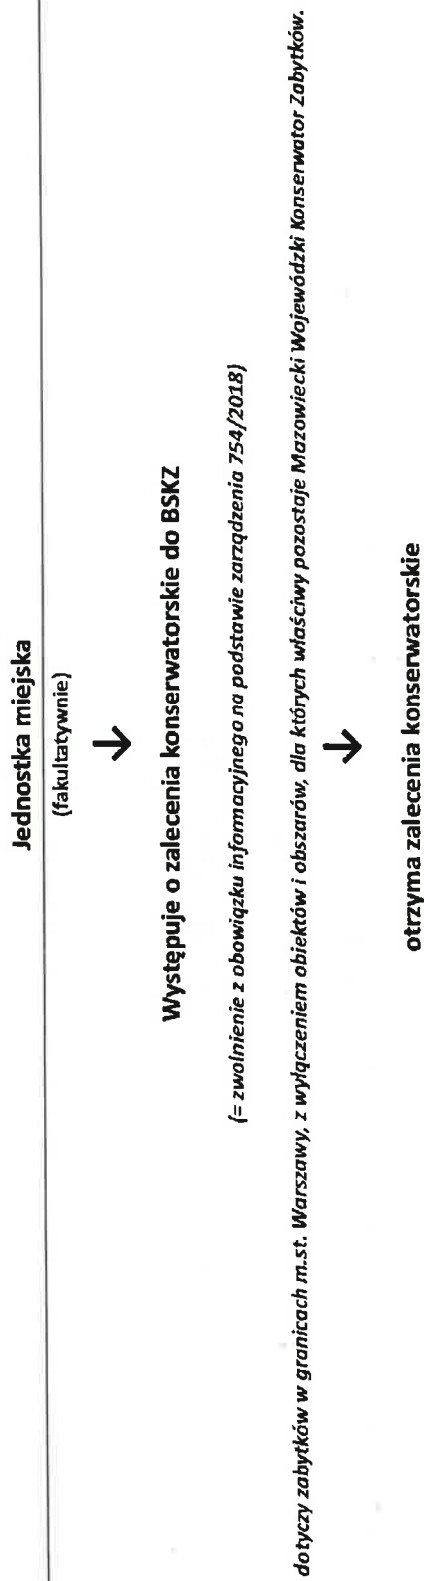 Jednostka miejska
(fakultatywnie)
↓
Występuje o zalecenia konserwatorskie do BSKZ
(= zwolnienie z obowiązku informacyjnego na podstawie zarządzenia 754/2018)
dotyczy zabytków w granicach m.st. Warszawy, z wyłączeniem obiektów i obszarów, dla których właściwy pozostaje Mazowiecki Wojewódzki Konserwator Zabytków.
↓
otrzyma zalecenia konserwatorskie